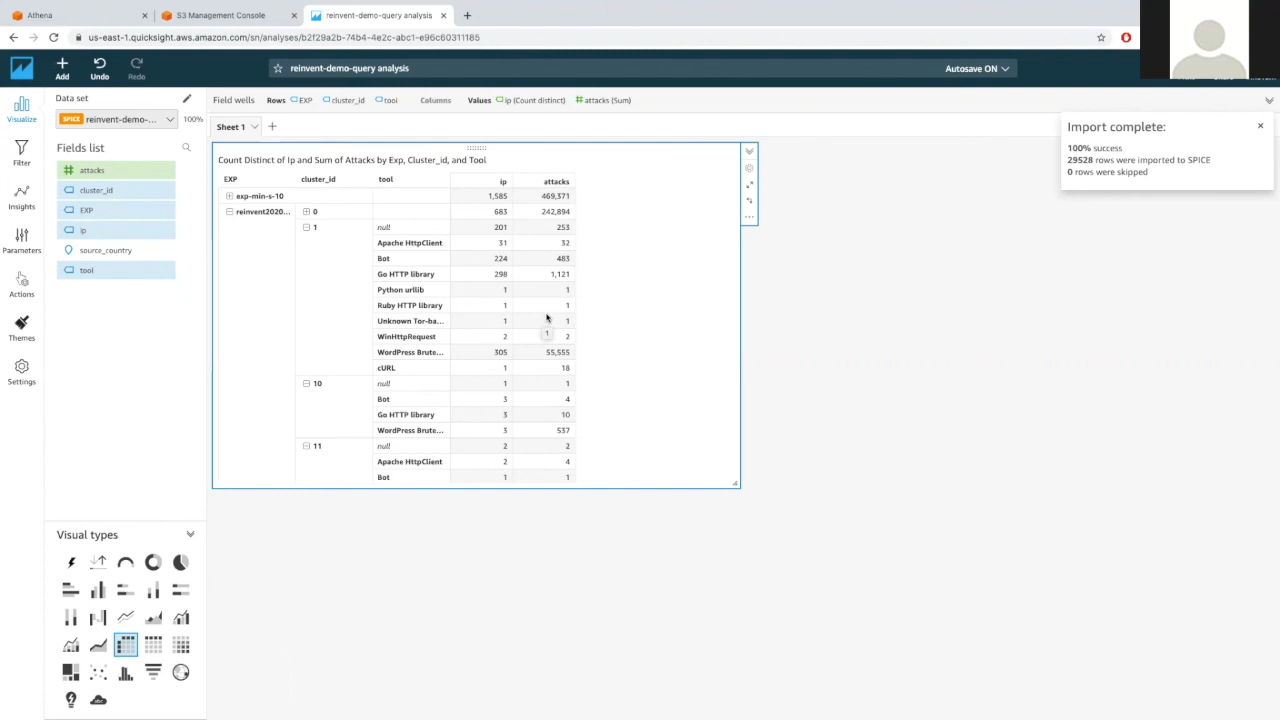 Athena
S3 Management Console
reinvent-demo-query analysis
us-east-1.quicksight.aws.amazon.com/sn/analyses/b2f29a2b-74b4-4e2c-abc1-e96c60311185
Add
Undo
Redo
reinvent-demo-query analysis
Autosave ON
Visualize
Filter
Insights
Parameters
Actions
Themes
Settings
Data set
SPICE reinvent-demo-... 100%
Fields list
attacks
cluster_id
EXP
ip
source_country
tool
Visual types
Field wells Rows EXP cluster_id tool Columns Values ip (Count distinct) attacks (Sum)
Sheet 1
Count Distinct of Ip and Sum of Attacks by Exp, Cluster_id, and Tool
EXP cluster_id tool ip attacks
exp-min-s-10 1,585 469,371
reinvent2020... 0 683 242,894
1 null 201 253
Apache HttpClient 31 32
Bot 224 483
Go HTTP library 298 1,121
Python urllib 1 1
Ruby HTTP library 1 1
Unknown Tor-ba... 1 1
1
WinHttpRequest 2 2
WordPress Brute... 305 55,555
cURL 1 18
10 null 1 1
Bot 3 4
Go HTTP library 3 10
WordPress Brute... 3 537
11 null 2 2
Apache HttpClient 2 4
Bot 1 1
Import complete:
100% success
29528 rows were imported to SPICE
0 rows were skipped